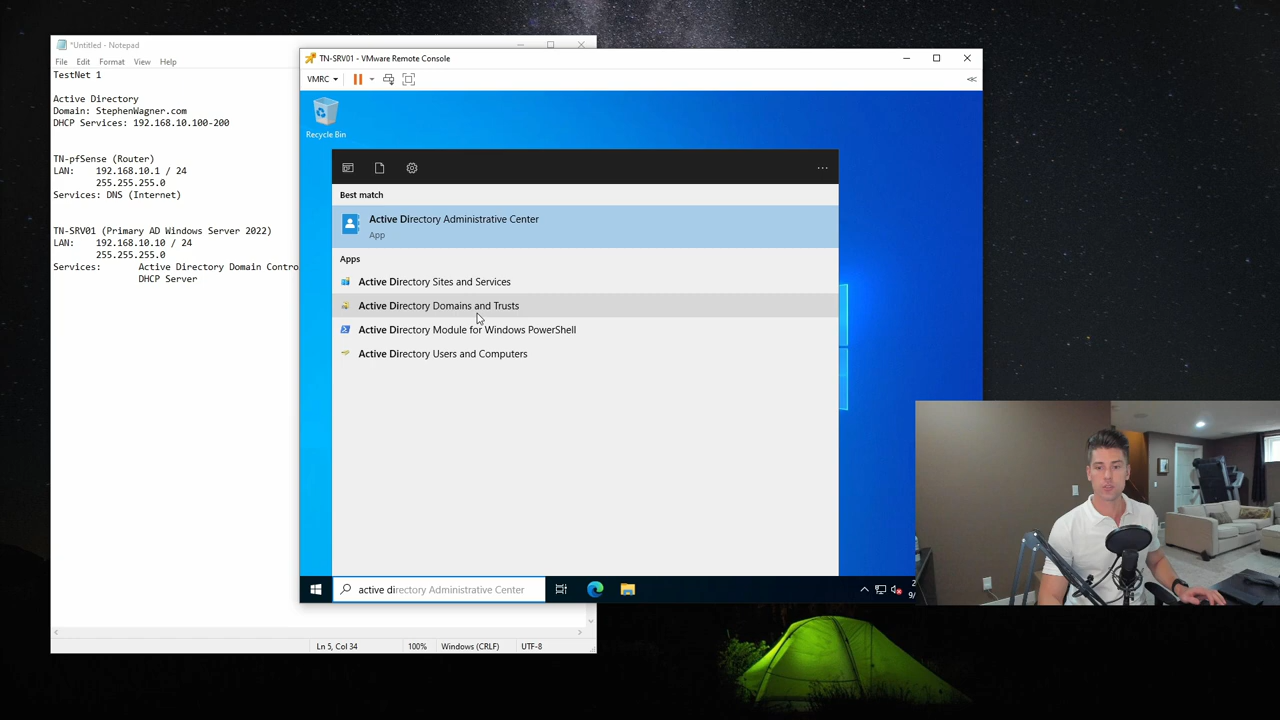 *Untitled - Notepad
File Edit Format View Help
TestNet 1
Active Directory
Domain: StephenWagner.com
DHCP Services: 192.168.10.100-200
TN-pfSense (Router)
LAN: 192.168.10.1 / 24
255.255.255.0
Services: DNS (Internet)
TN-SRV01 (Primary AD Windows Server 2022)
LAN: 192.168.10.10 / 24
255.255.255.0
Services: Active Directory Domain Contro
DHCP Server
Ln 5, Col 34 100% Windows (CRLF) UTF-8
TN-SRV01 - VMware Remote Console
VMRC
Recycle Bin
Best match
Active Directory Administrative Center
App
Apps
Active Directory Sites and Services
Active Directory Domains and Trusts
Active Directory Module for Windows PowerShell
Active Directory Users and Computers
active directory Administrative Center